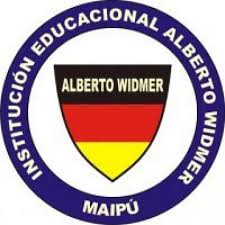 INSTITUCIÓN EDUCACIONAL ALBERTO WIDMER
ALBERTO WIDMER
MAIPÚ